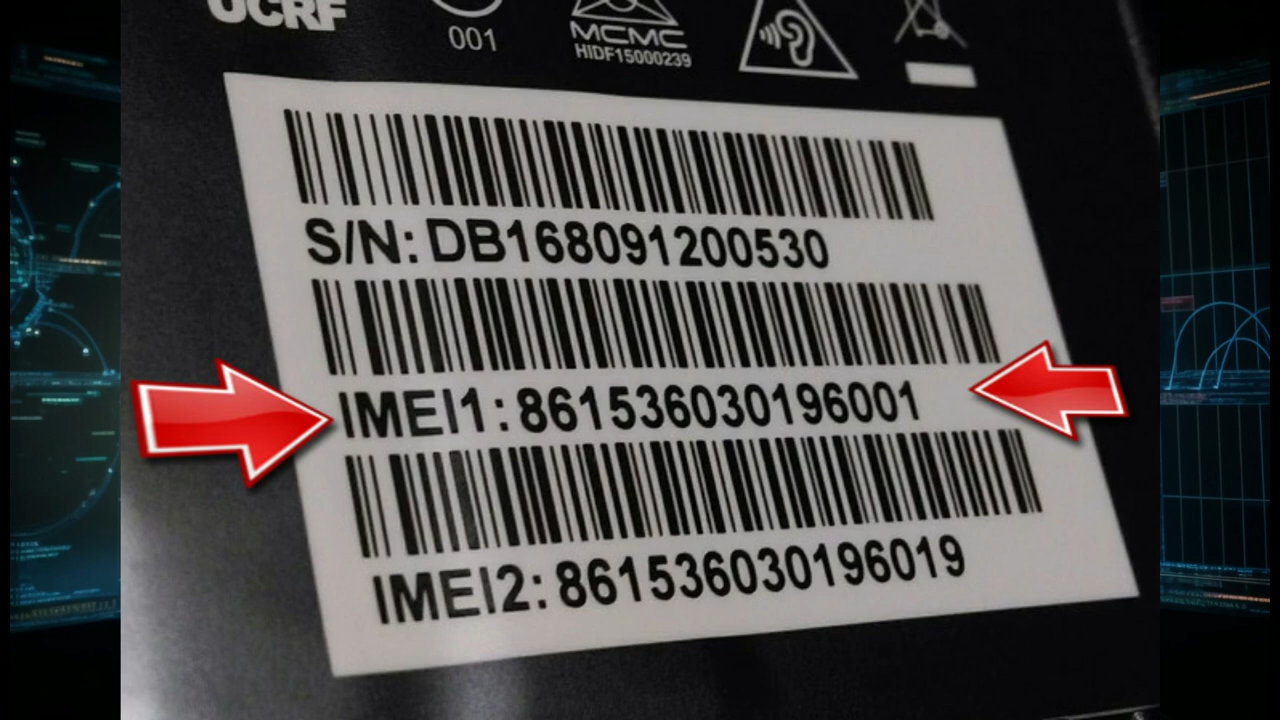 UCRF
001
MCMC
HIDF15000239
S/N: DB168091200530
IMEI1: 861536030196001
IMEI2: 861536030196019